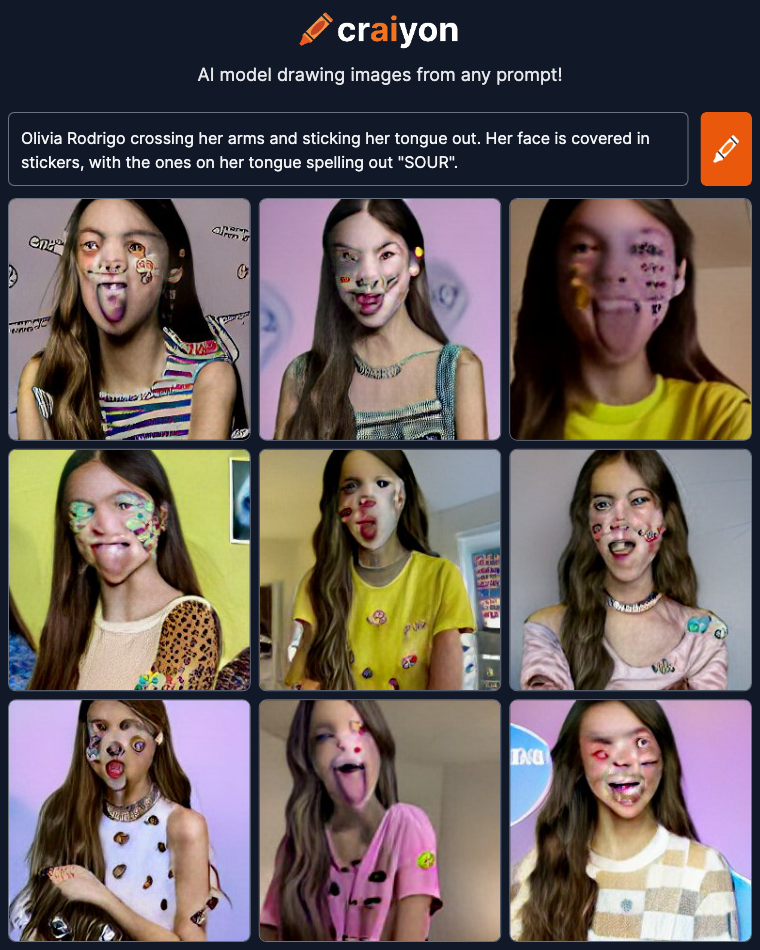 craiyon
AI model drawing images from any prompt!
Olivia Rodrigo crossing her arms and sticking her tongue out. Her face is covered in
stickers, with the ones on her tongue spelling out "SOUR".